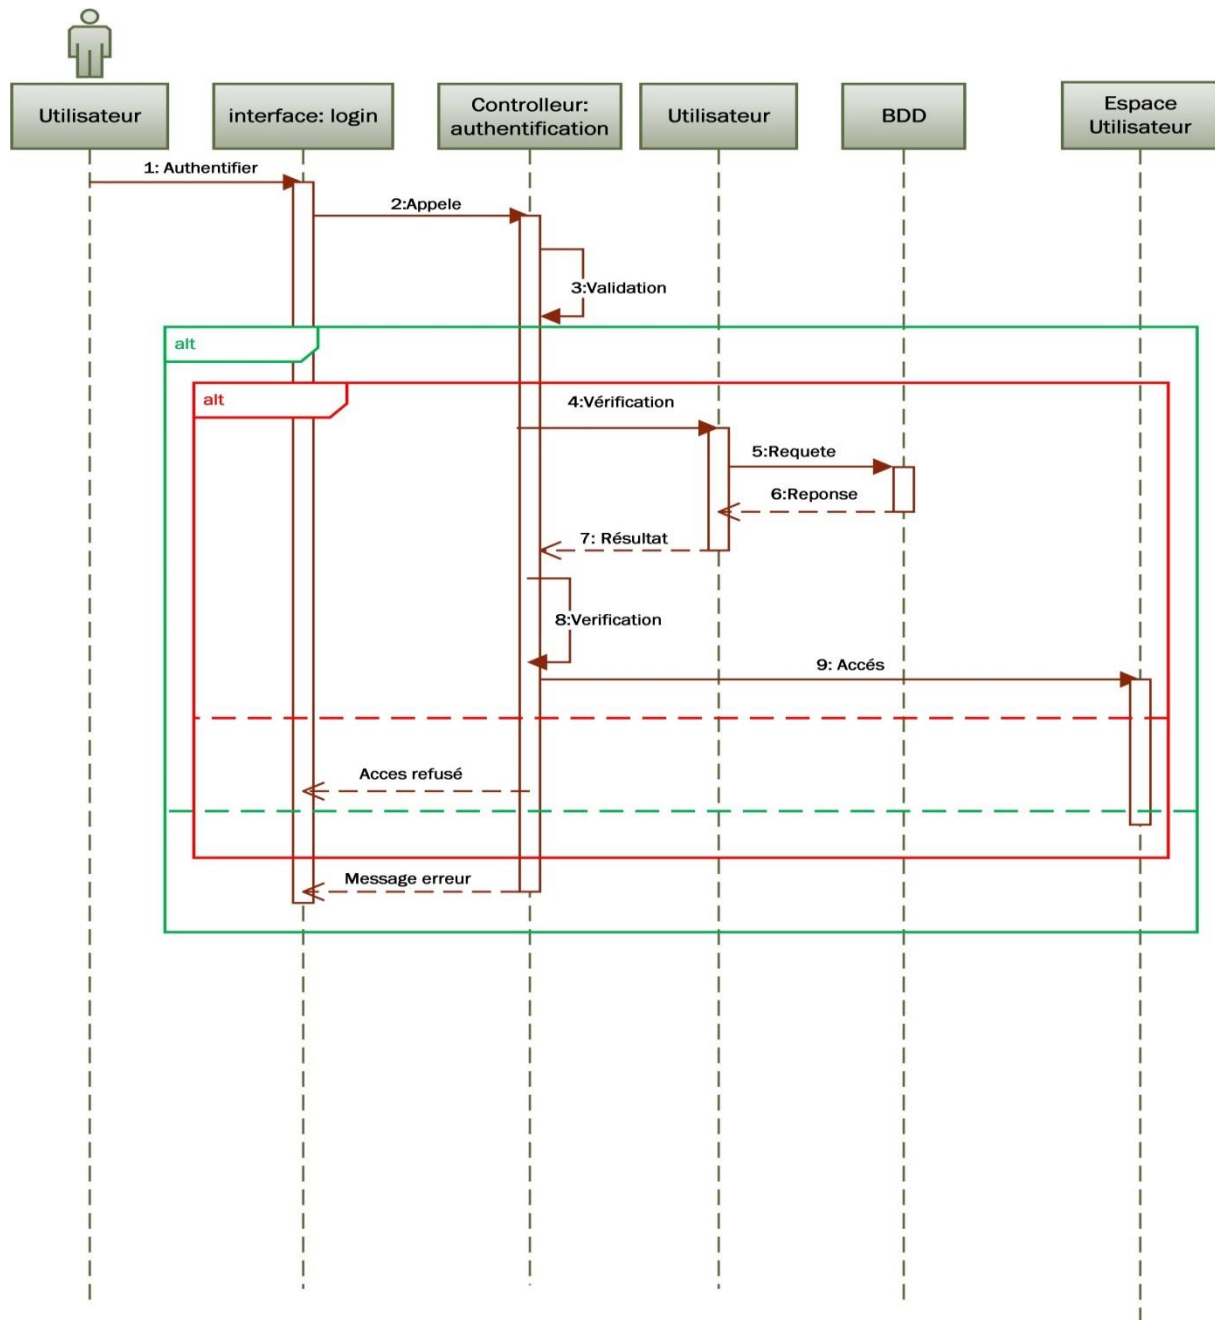 Utilisateur
interface: login
Controlleur:
authentification
Utilisateur
BDD
Espace
Utilisateur
1: Authentifier
2:Appele
3:Validation
alt
alt
4:Vérification
5:Requete
6:Reponse
7: Résultat
8:Verification
9: Accés
Acces refusé
Message erreur